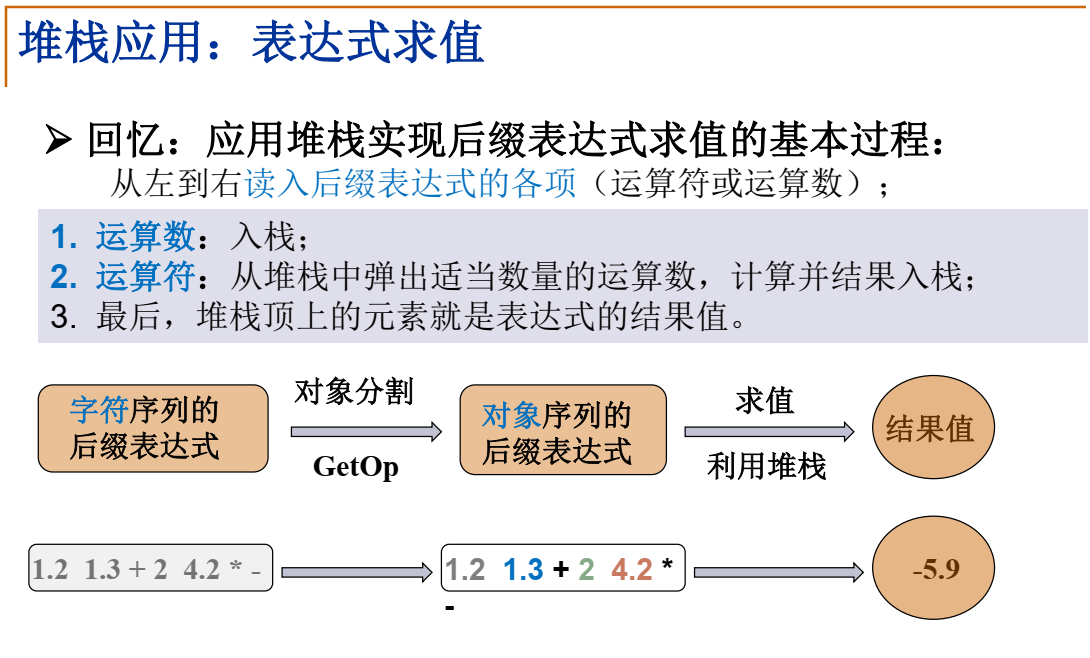 堆栈应用：表达式求值
➢ 回忆：应用堆栈实现后缀表达式求值的基本过程：
从左到右读入后缀表达式的各项（运算符或运算数）；
1. 运算数：入栈；
2. 运算符：从堆栈中弹出适当数量的运算数，计算并结果入栈；
3. 最后，堆栈顶上的元素就是表达式的结果值。
字符序列的
后缀表达式
对象分割
GetOp
对象序列的
后缀表达式
求值
利用堆栈
结果值
1.2 1.3 + 2 4.2 * -
1.2 1.3 + 2 4.2 *
-
-5.9